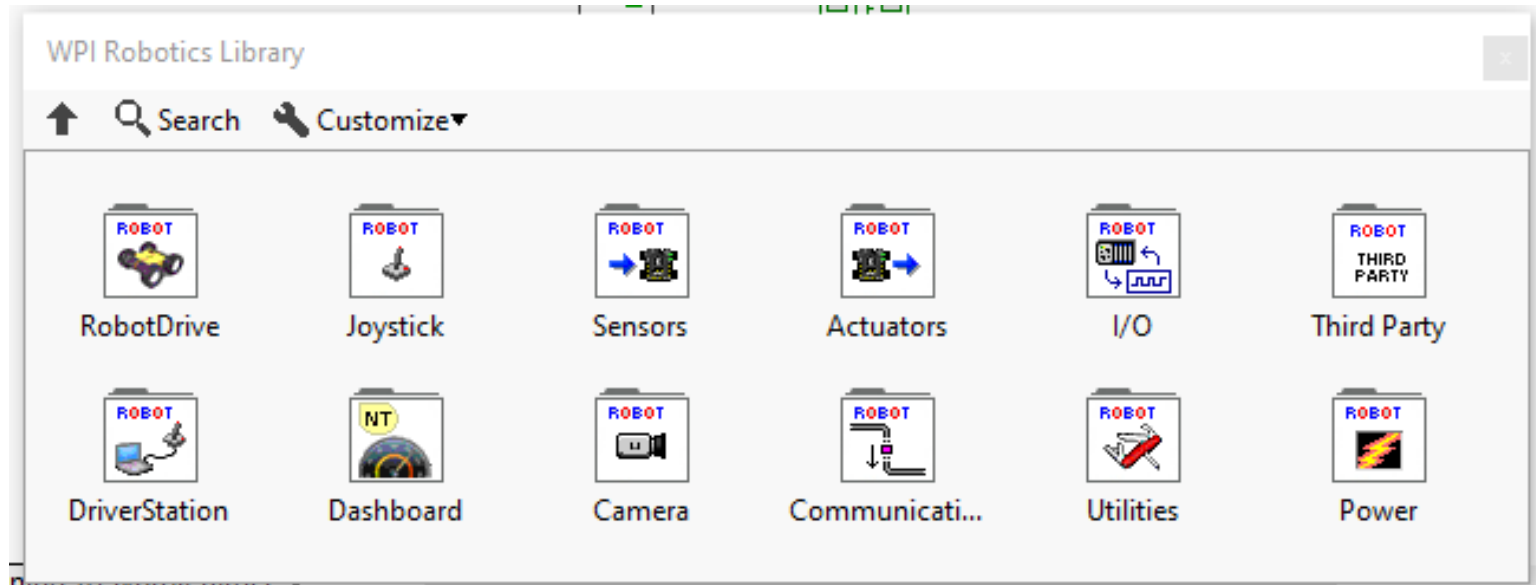 WPI Robotics Library
x
Search Customize
ROBOT ROBOT ROBOT ROBOT ROBOT ROBOT
THIRD
PARTY
RobotDrive Joystick Sensors Actuators I/O Third Party
ROBOT NT ROBOT ROBOT ROBOT ROBOT
DriverStation Dashboard Camera Communicati... Utilities Power